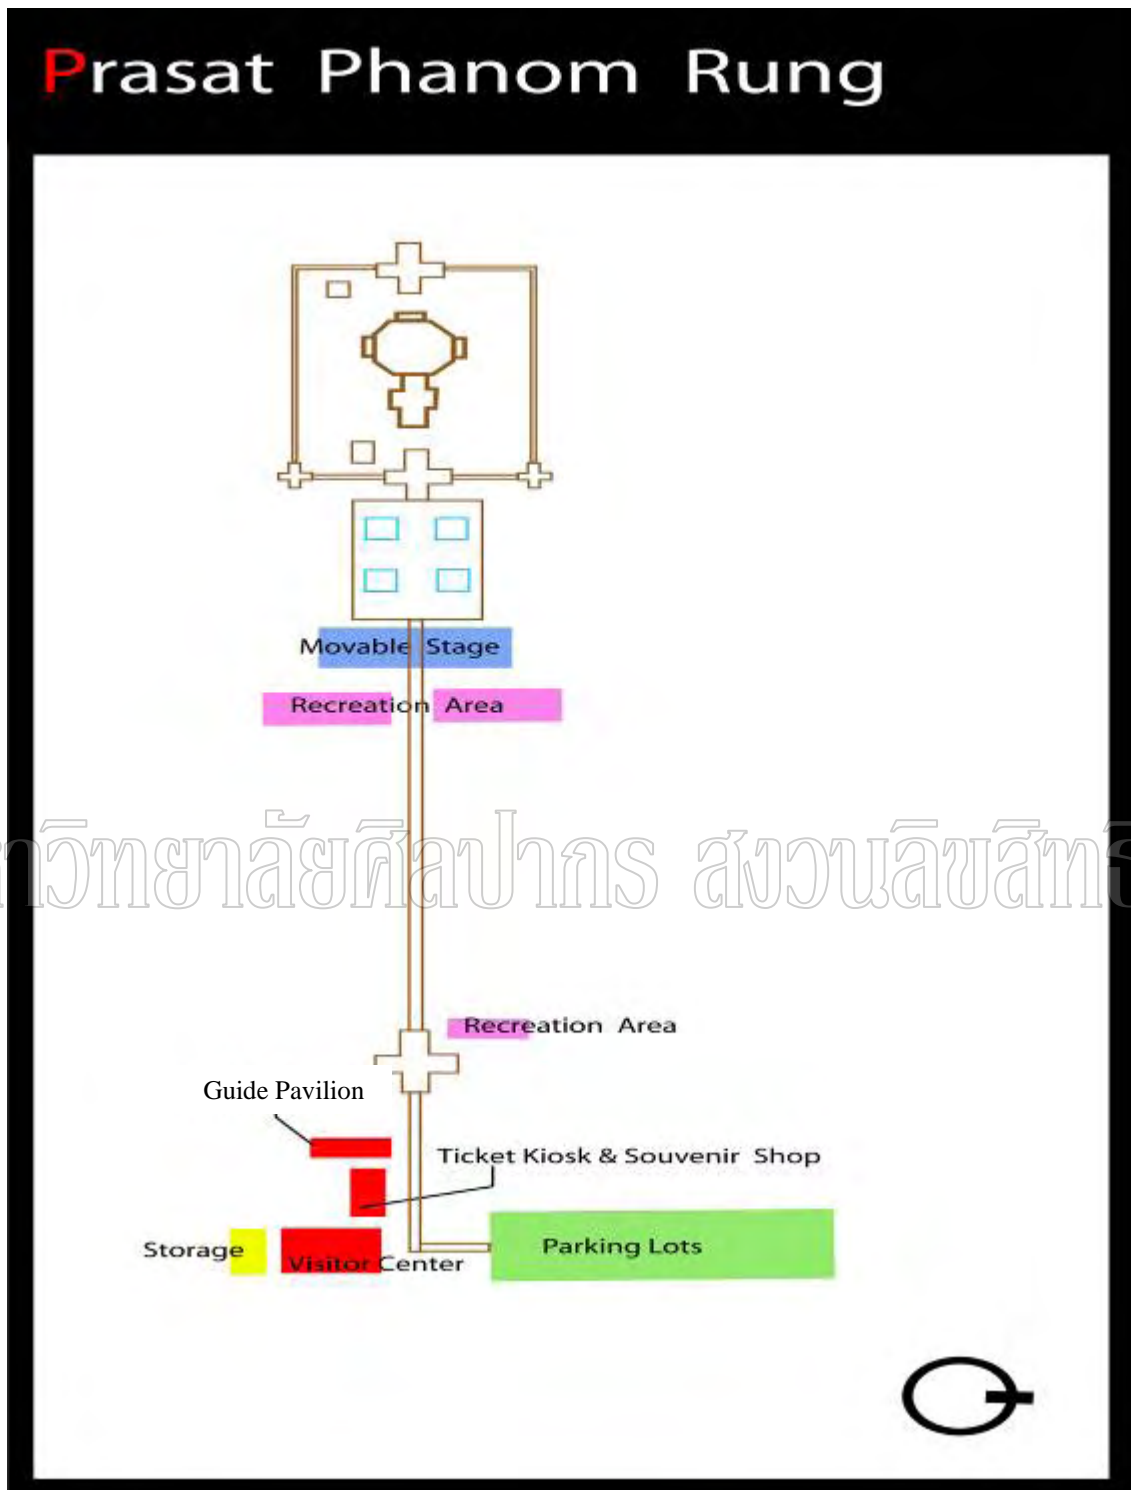 Prasat Phanom Rung
Movable Stage
Recreation Area
มหาวิทยาลัยศิลปากร สงวนลิขสิทธิ์
Recreation Area
Guide Pavilion
Ticket Kiosk & Souvenir Shop
Storage
Visitor Center
Parking Lots